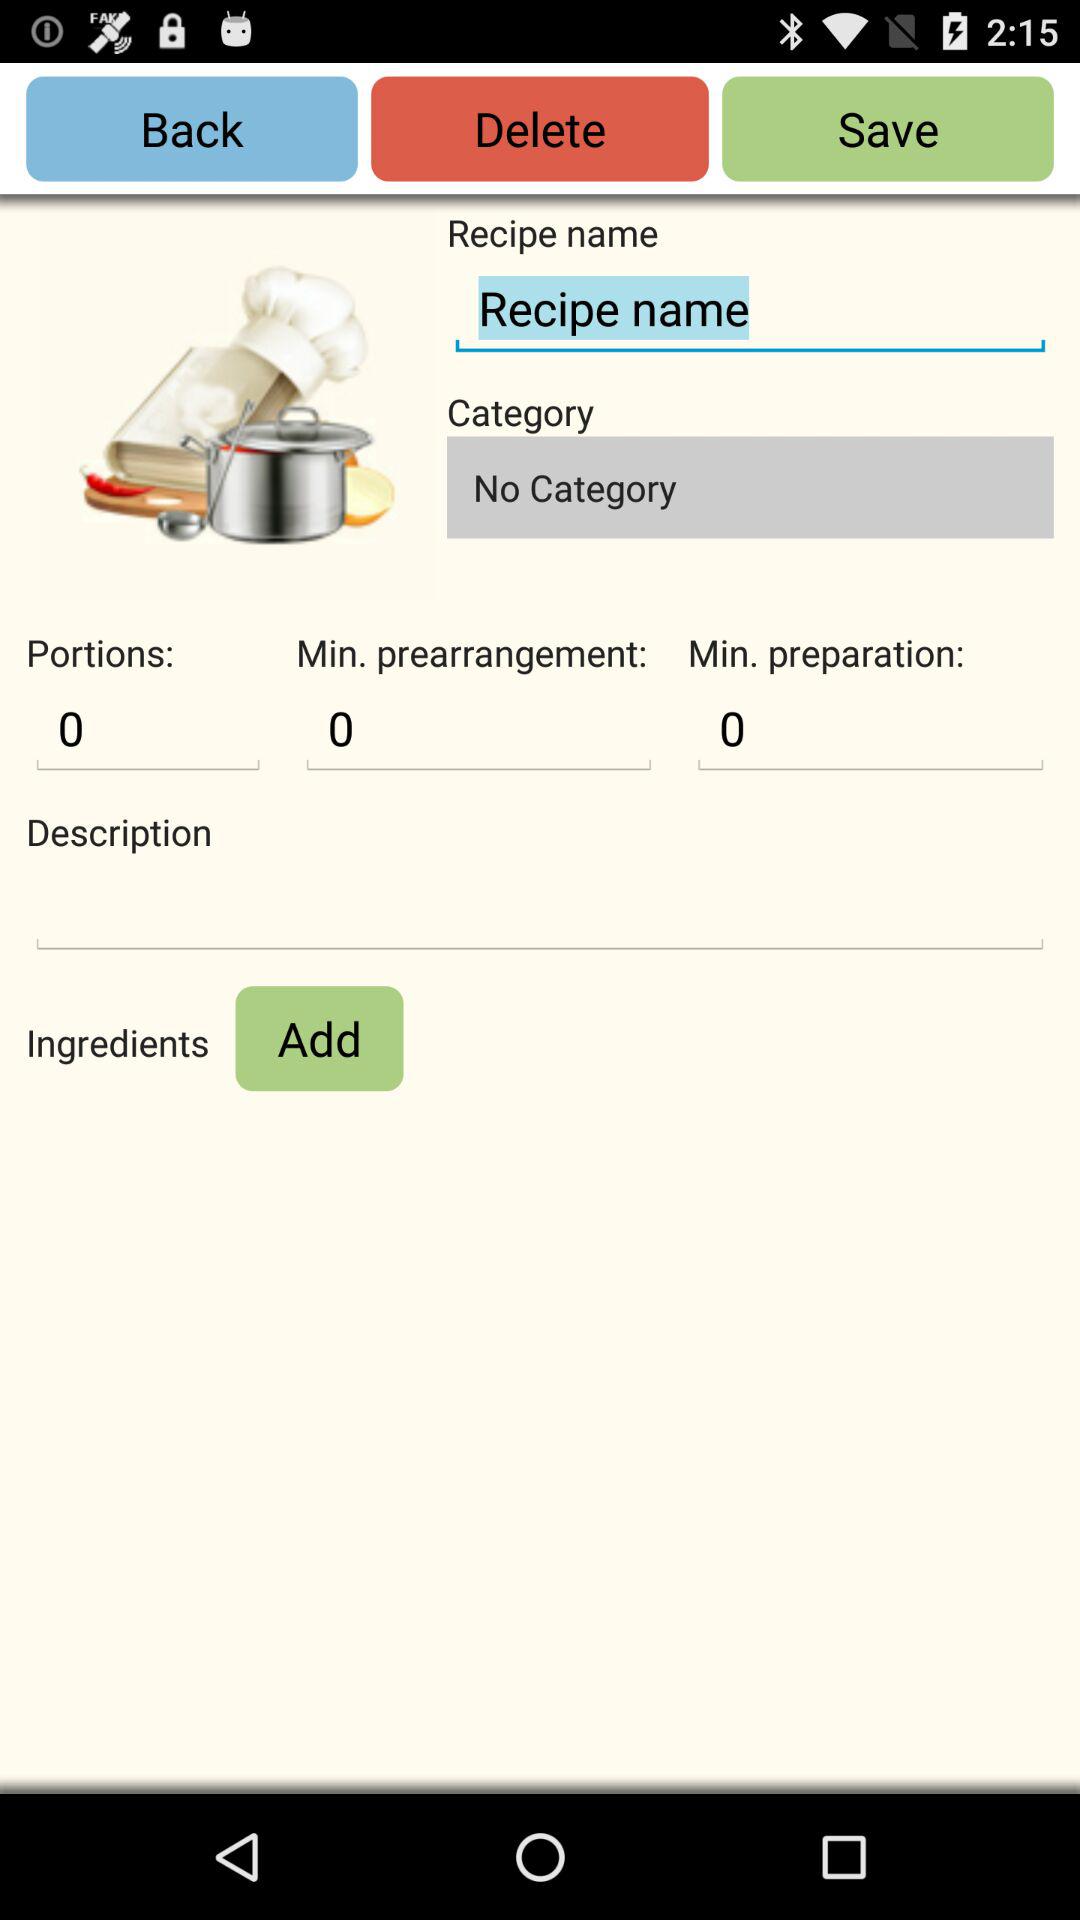 FAK
2:15
Back Delete Save
Recipe name
Recipe name
Category
No Category
Portions: Min. prearrangement: Min. preparation:
0 0 0
Description
Ingredients Add